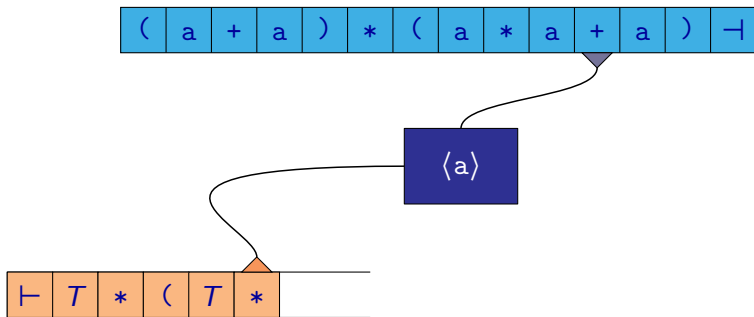 ( a + a ) * ( a * a + a ) ⊣
⟨a⟩
⊢ T * ( T *